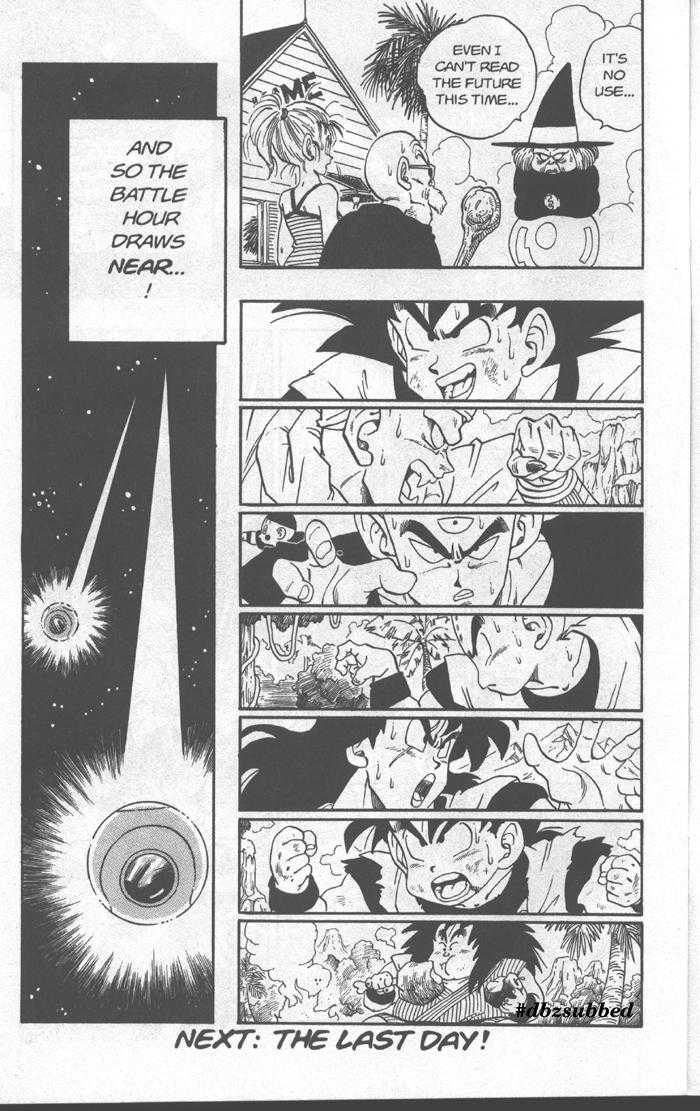 IT'S
NO
USE...
EVEN I
CAN'T READ
THE FUTURE
THIS TIME...
AND
SO THE
BATTLE
HOUR
DRAWS
NEAR...
!
#dbzsubbed
NEXT: THE LAST DAY!